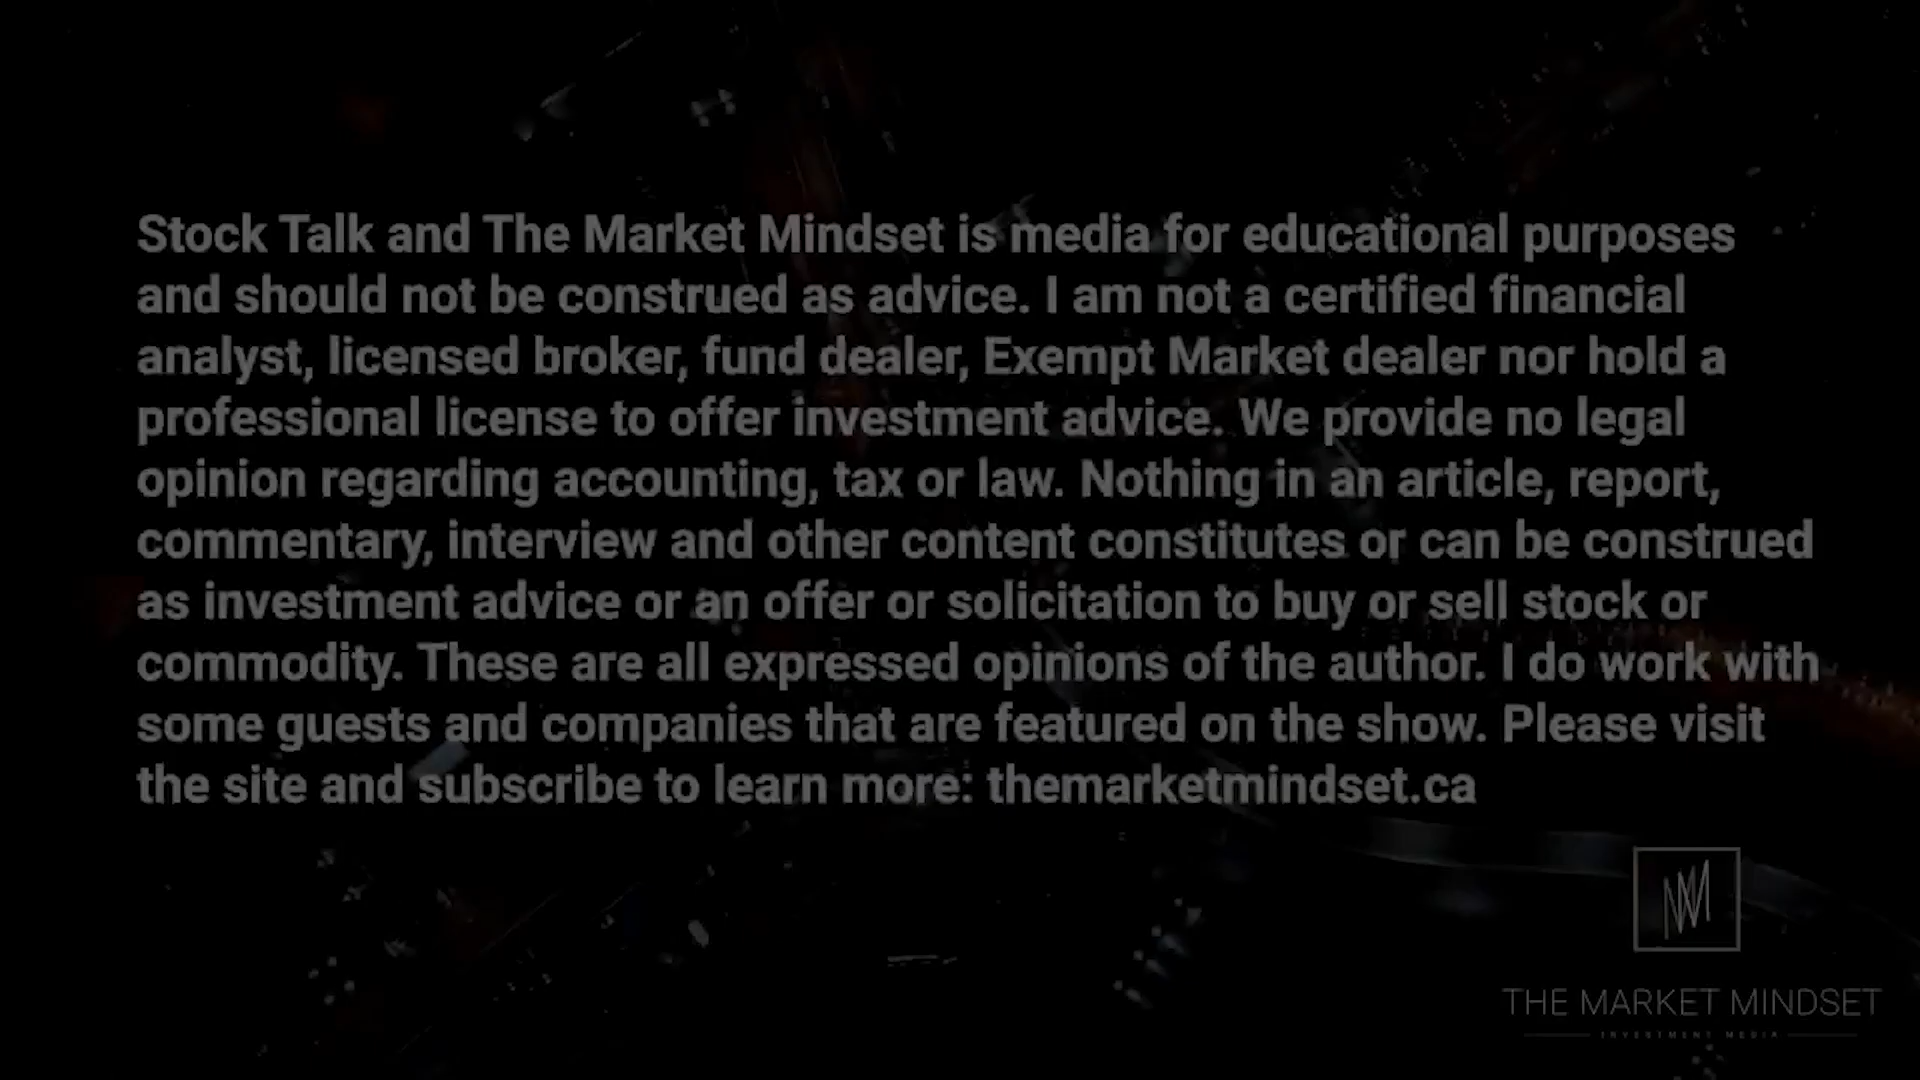 Stock Talk and The Market Mindset is media for educational purposes
and should not be construed as advice. I am not a certified financial
analyst, licensed broker, fund dealer, Exempt Market dealer nor hold a
professional license to offer investment advice. We provide no legal
opinion regarding accounting, tax or law. Nothing in an article, report,
commentary, interview and other content constitutes or can be construed
as investment advice or an offer or solicitation to buy or sell stock or
commodity. These are all expressed opinions of the author. I do work with
some guests and companies that are featured on the show. Please visit
the site and subscribe to learn more: themarketmindset.ca
THE MARKET MINDSET
INVESTMENT MEDIA